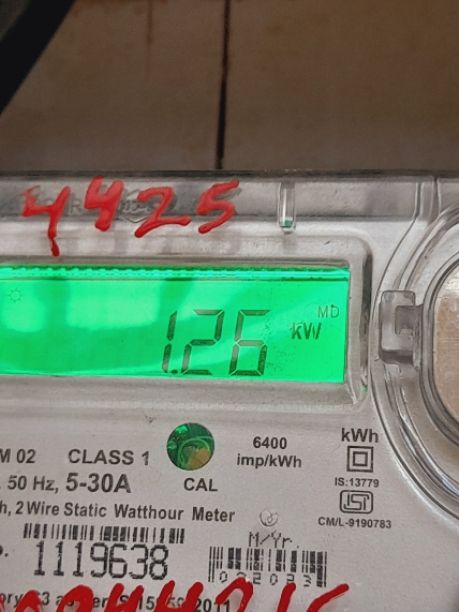 4425
MD
1.26 kW
M 02 CLASS 1
6400
imp/kWh
kWh
50 Hz, 5-30A
CAL
IS:13779
h, 2 Wire Static Watthour Meter
CM/L-9190783
M/Yr.
1119638
022023